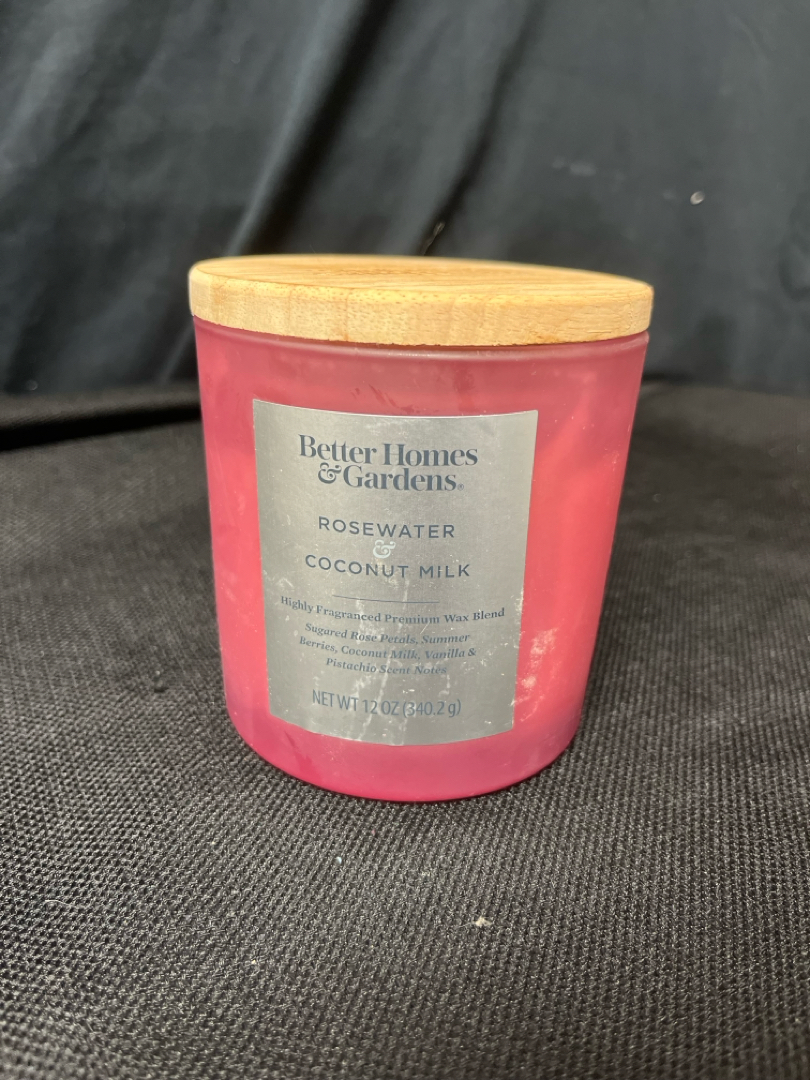 Better Homes
& Gardens®
ROSEWATER
&
COCONUT MILK
Highly Fragranced Premium Wax Blend
Sugared Rose Petals, Summer
Berries, Coconut Milk, Vanilla &
Pistachio Scent Notes
NET WT 12 OZ (340.2 g)